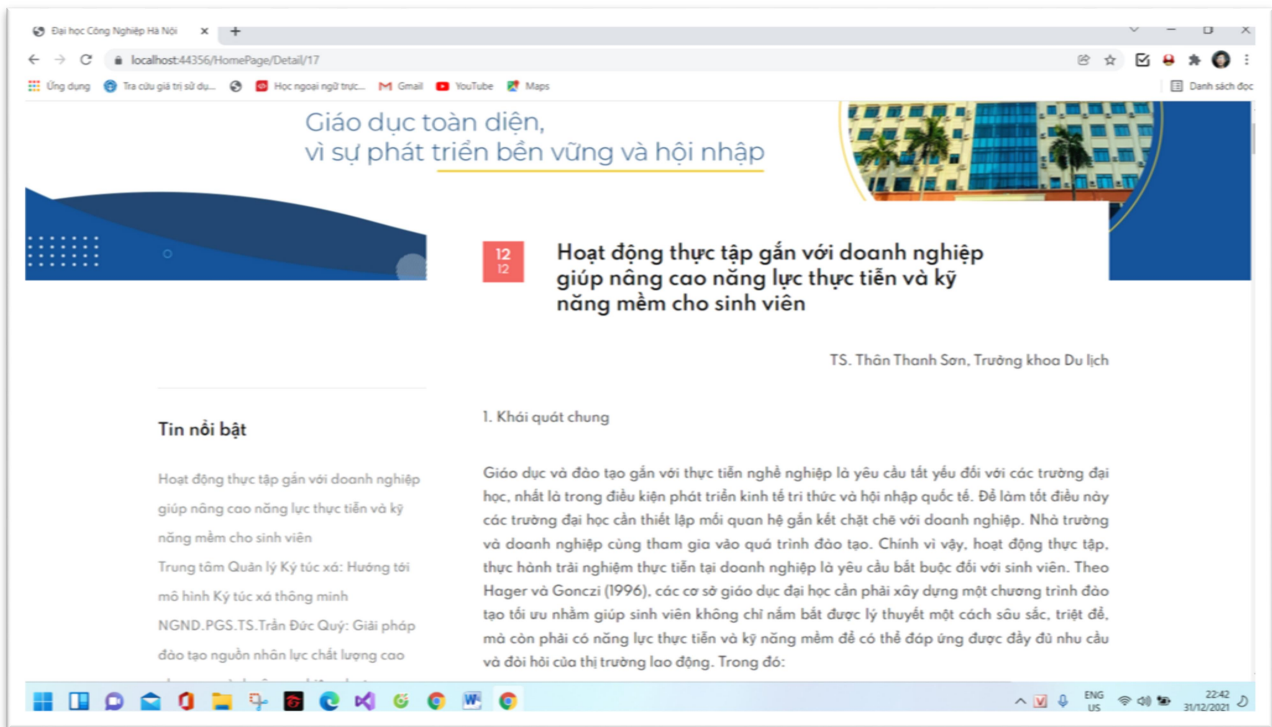 Đại học Công Nghiệp Hà Nội
localhost:44356/HomePage/Detail/17
Ứng dụng Tra cứu giá trị sử dụ... Học ngoại ngữ trực... Gmail YouTube Maps Danh sách đọc
Giáo dục toàn diện,
vì sự phát triển bền vững và hội nhập
12
12
Hoạt động thực tập gắn với doanh nghiệp
giúp nâng cao năng lực thực tiễn và kỹ
năng mềm cho sinh viên
TS. Thân Thanh Sơn, Trưởng khoa Du lịch
Tin nổi bật
Hoạt động thực tập gắn với doanh nghiệp
giúp nâng cao năng lực thực tiễn và kỹ
năng mềm cho sinh viên
Trung tâm Quản lý Ký túc xá: Hướng tới
mô hình Ký túc xá thông minh
NGND.PGS.TS.Trần Đức Quý: Giải pháp
đào tạo nguồn nhân lực chất lượng cao
1. Khái quát chung
Giáo dục và đào tạo gắn với thực tiễn nghề nghiệp là yêu cầu tất yếu đối với các trường đại
học, nhất là trong điều kiện phát triển kinh tế tri thức và hội nhập quốc tế. Để làm tốt điều này
các trường đại học cần thiết lập mối quan hệ gắn kết chặt chẽ với doanh nghiệp. Nhà trường
và doanh nghiệp cùng tham gia vào quá trình đào tạo. Chính vì vậy, hoạt động thực tập,
thực hành trải nghiệm thực tiễn tại doanh nghiệp là yêu cầu bắt buộc đối với sinh viên. Theo
Hager và Gonczi (1996), các cơ sở giáo dục đại học cần phải xây dựng một chương trình đào
tạo tối ưu nhằm giúp sinh viên không chỉ nắm bắt được lý thuyết một cách sâu sắc, triệt để,
mà còn phải có năng lực thực tiễn và kỹ năng mềm để có thể đáp ứng được đầy đủ nhu cầu
và đòi hỏi của thị trường lao động. Trong đó:
ENG
US
22:42
31/12/2021